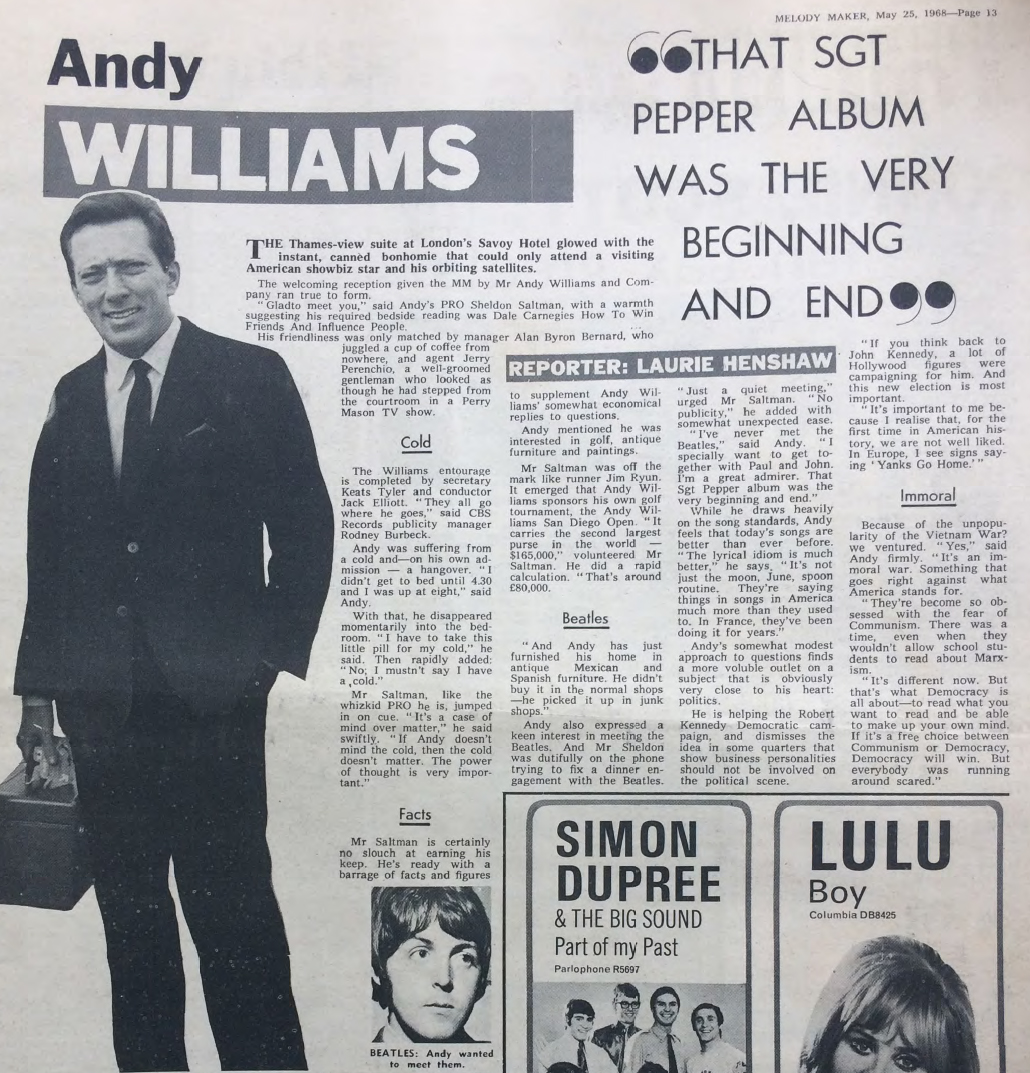 MELODY MAKER, May 25, 1968—Page 13
Andy
WILLIAMS
❝THAT SGT
PEPPER ALBUM
WAS THE VERY
BEGINNING
AND END❞
THE Thames-view suite at London's Savoy Hotel glowed with the
instant, canned bonhomie that could only attend a visiting
American showbiz star and his orbiting satellites.
The welcoming reception given the MM by Mr Andy Williams and Com-
pany ran true to form.
"Gladto meet you," said Andy's PRO Sheldon Saltman, with a warmth
suggesting his required bedside reading was Dale Carnegies How To Win
Friends And Influence People.
His friendliness was only matched by manager Alan Byron Bernard, who
juggled a cup of coffee from
nowhere, and agent Jerry
Perenchio, a well-groomed
gentleman who looked as
though he had stepped from
the courtroom in a Perry
Mason TV show.
Cold
The Williams entourage
is completed by secretary
Keats Tyler and conductor
Jack Elliott. "They all go
where he goes," said CBS
Records publicity manager
Rodney Burbeck.
Andy was suffering from
a cold and—on his own ad-
mission — a hangover. "I
didn't get to bed until 4.30
and I was up at eight," said
Andy.
With that, he disappeared
momentarily into the bed-
room. "I have to take this
little pill for my cold," he
said. Then rapidly added:
"No; I mustn't say I have
a cold."
Mr Saltman, like the
whizkid PRO he is, jumped
in on cue. "It's a case of
mind over matter," he said
swiftly. "If Andy doesn't
mind the cold, then the cold
doesn't matter. The power
of thought is very impor-
tant."
Facts
Mr Saltman is certainly
no slouch at earning his
keep. He's ready with a
barrage of facts and figures
BEATLES: Andy wanted
to meet them.
REPORTER: LAURIE HENSHAW
to supplement Andy Wil-
liams' somewhat economical
replies to questions.
Andy mentioned he was
interested in golf, antique
furniture and paintings.
Mr Saltman was off the
mark like runner Jim Ryun.
It emerged that Andy Wil-
liams sponsors his own golf
tournament, the Andy Wil-
liams San Diego Open. "It
carries the second largest
purse in the world —
$165,000," volunteered Mr
Saltman. He did a rapid
calculation. "That's around
£80,000.
Beatles
"And Andy has just
furnished his home in
antique Mexican and
Spanish furniture. He didn't
buy it in the normal shops
—he picked it up in junk
shops."
Andy also expressed a
keen interest in meeting the
Beatles. And Mr Sheldon
was dutifully on the phone
trying to fix a dinner en-
gagement with the Beatles.
"Just a quiet meeting,"
urged Mr Saltman. "No
publicity," he added with
somewhat unexpected ease.
"I've never met the
Beatles," said Andy. "I
specially want to get to-
gether with Paul and John.
I'm a great admirer. That
Sgt Pepper album was the
very beginning and end."
While he draws heavily
on the song standards, Andy
feels that today's songs are
better than ever before.
"The lyrical idiom is much
better," he says. "It's not
just the moon, June, spoon
routine. They're saying
things in songs in America
much more than they used
to. In France, they've been
doing it for years."
Andy's somewhat modest
approach to questions finds
a more voluble outlet on a
subject that is obviously
very close to his heart:
politics.
He is helping the Robert
Kennedy Democratic cam-
paign, and dismisses the
idea in some quarters that
show business personalities
should not be involved on
the political scene.
"If you think back to
John Kennedy, a lot of
Hollywood figures were
campaigning for him. And
this new election is most
important.
"It's important to me be-
cause I realise that, for the
first time in American his-
tory, we are not well liked.
In Europe, I see signs say-
ing 'Yanks Go Home.'"
Immoral
Because of the unpopu-
larity of the Vietnam War?
we ventured. "Yes," said
Andy firmly. "It's an im-
moral war. Something that
goes right against what
America stands for.
"They're become so ob-
sessed with the fear of
Communism. There was a
time, even when they
wouldn't allow school stu-
dents to read about Marx-
ism.
"It's different now. But
that's what Democracy is
all about—to read what you
want to read and be able
to make up your own mind.
If it's a free choice between
Communism or Democracy,
Democracy will win. But
everybody was running
around scared."
SIMON
DUPREE
& THE BIG SOUND
Part of my Past
Parlophone R5697
LULU
Boy
Columbia DB8425